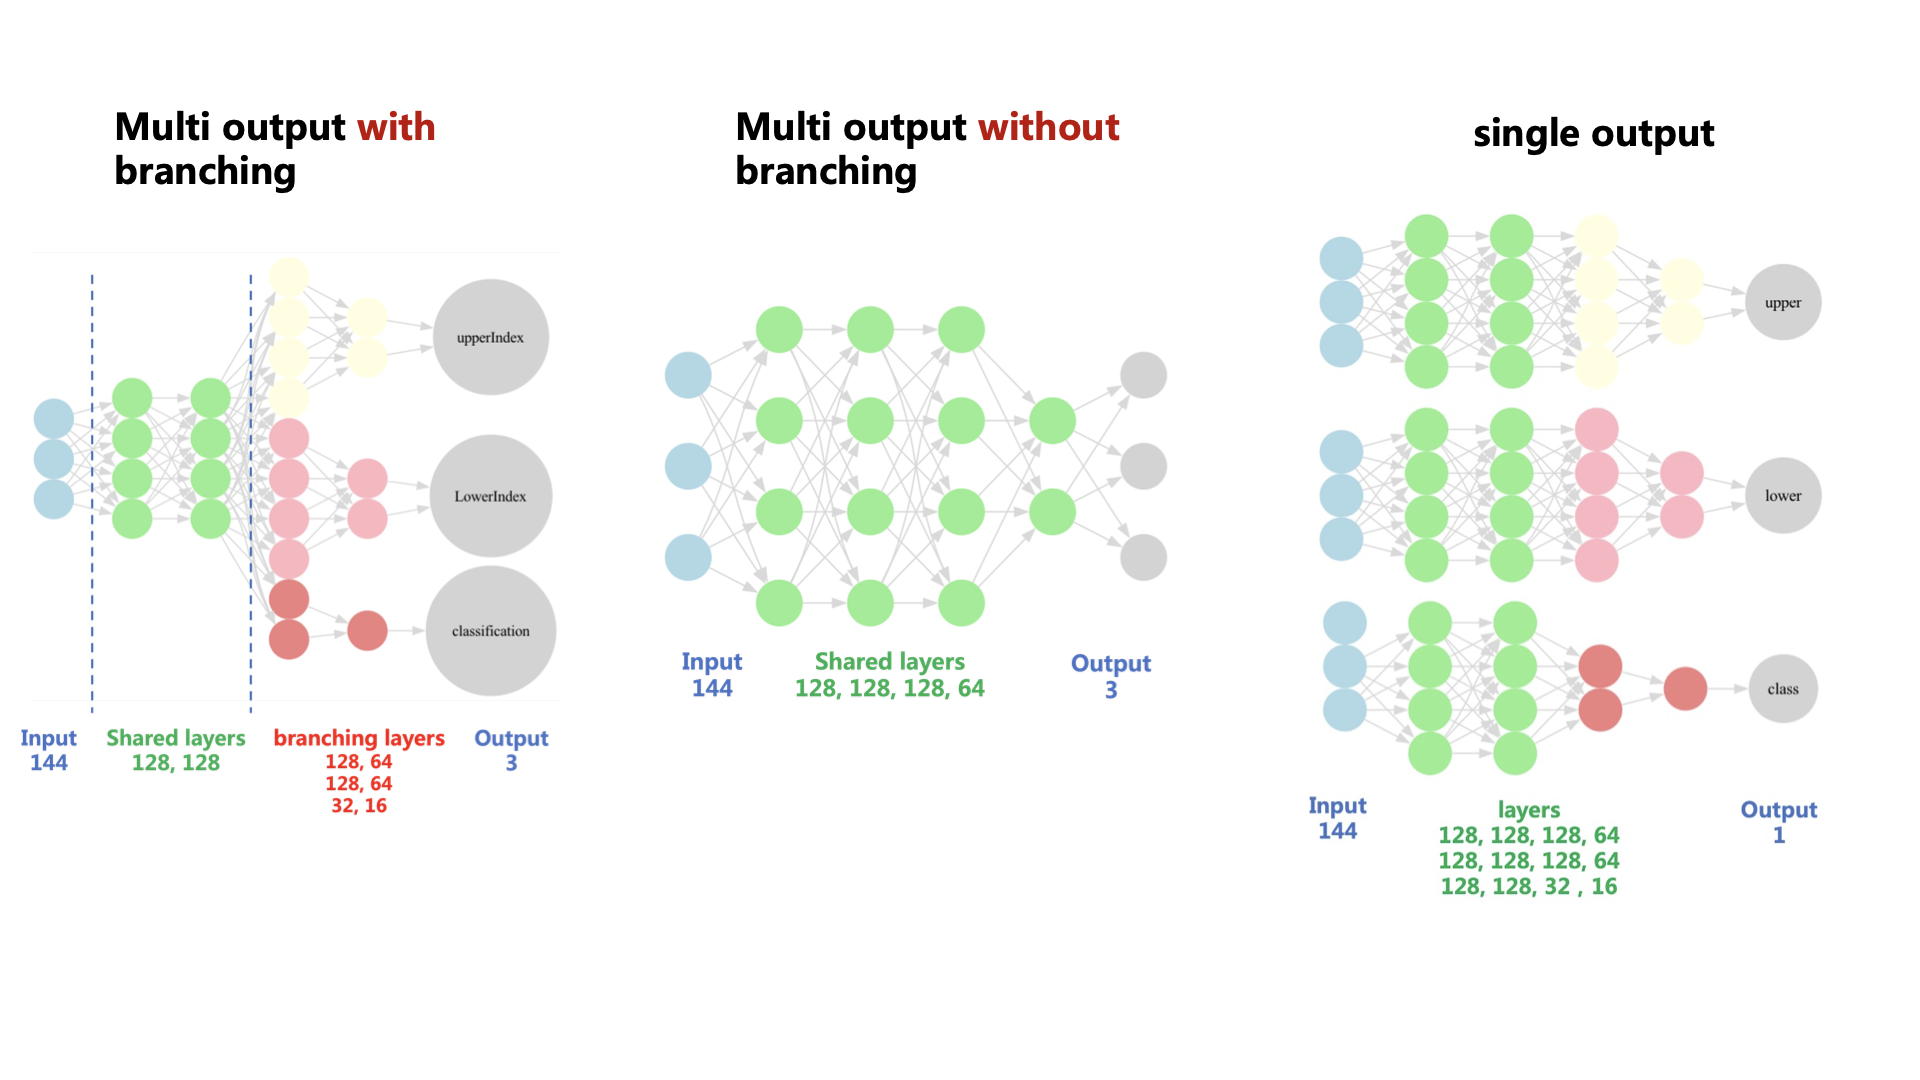 Multi output with
branching
upperIndex
LowerIndex
classification
Input
144
Shared layers
128, 128
branching layers
128, 64
128, 64
32, 16
Output
3
Multi output without
branching
Input
144
Shared layers
128, 128, 128, 64
Output
3
single output
upper
lower
class
Input
144
layers
128, 128, 128, 64
128, 128, 128, 64
128, 128, 32 , 16
Output
1